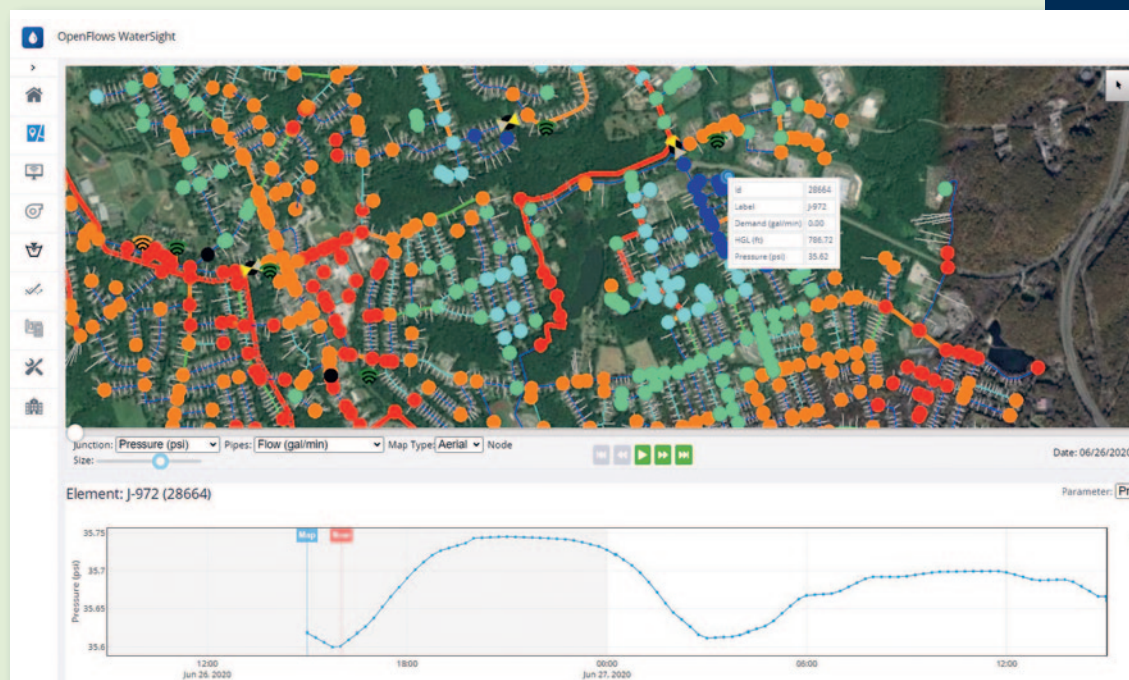 OpenFlows WaterSight
Id 28664
Label J-972
Demand (gal/min) 0.00
HGL (ft) 786.72
Pressure (psi) 35.62
Junction: Pressure (psi) Pipes: Flow (gal/min) Map Type: Aerial Node
Size:
Date: 06/26/2020
Element: J-972 (28664)
Parameter: Pr
Map
Pressure (psi)
35.75
35.7
35.65
35.6
12:00 18:00 00:00 06:00 12:00
Jun 26, 2020 Jun 27, 2020